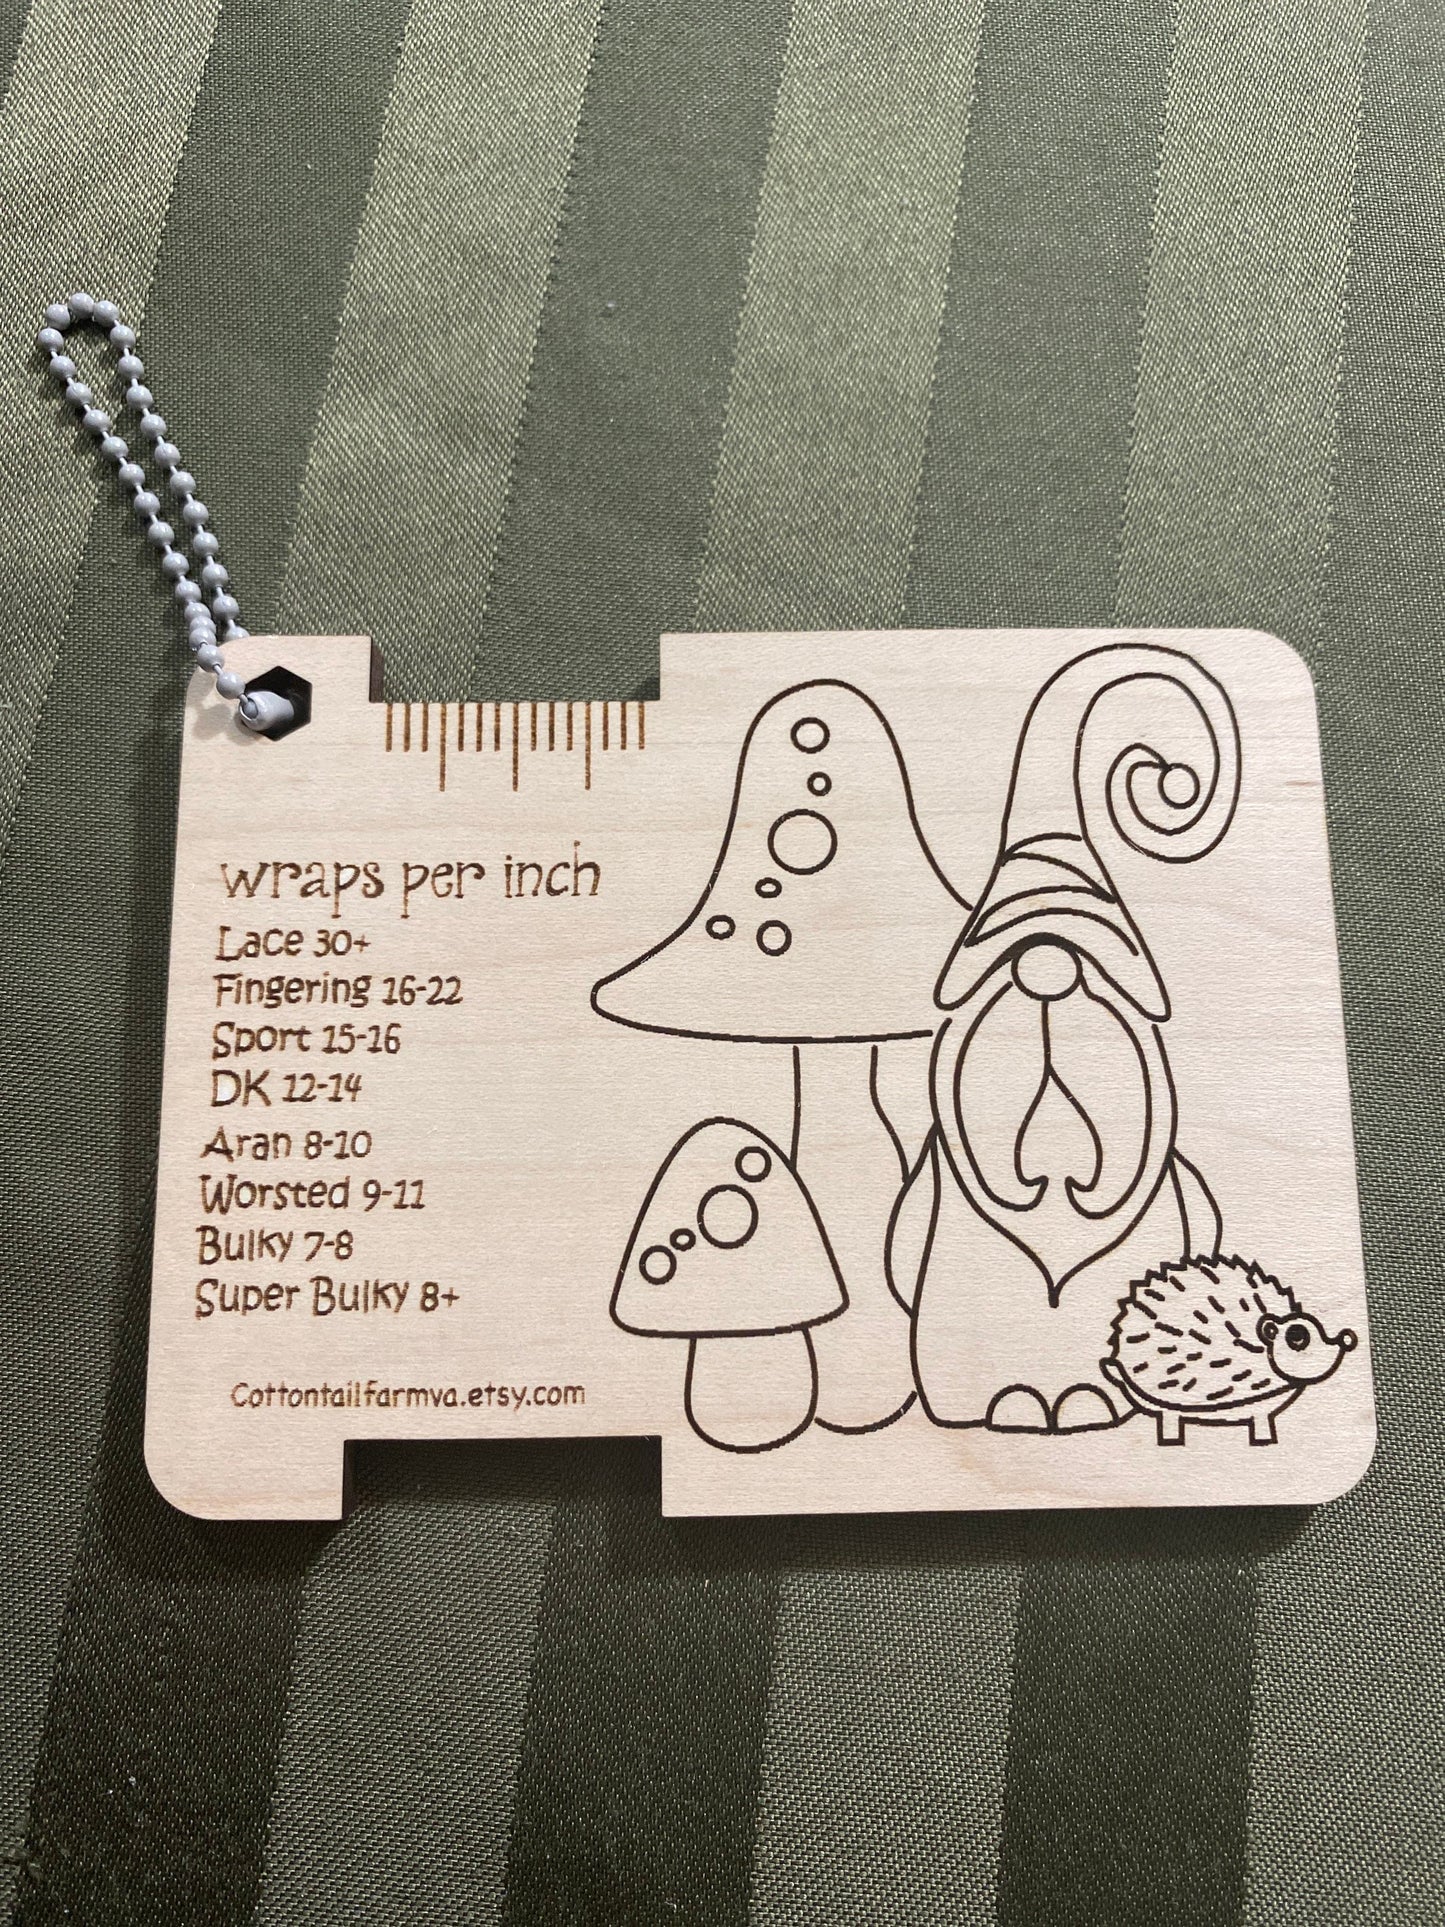 wraps per inch
Lace 30+
Fingering 16-22
Sport 15-16
DK 12-14
Aran 8-10
Worsted 9-11
Bulky 7-8
Super Bulky 8+
Cottontailfarmva.etsy.com